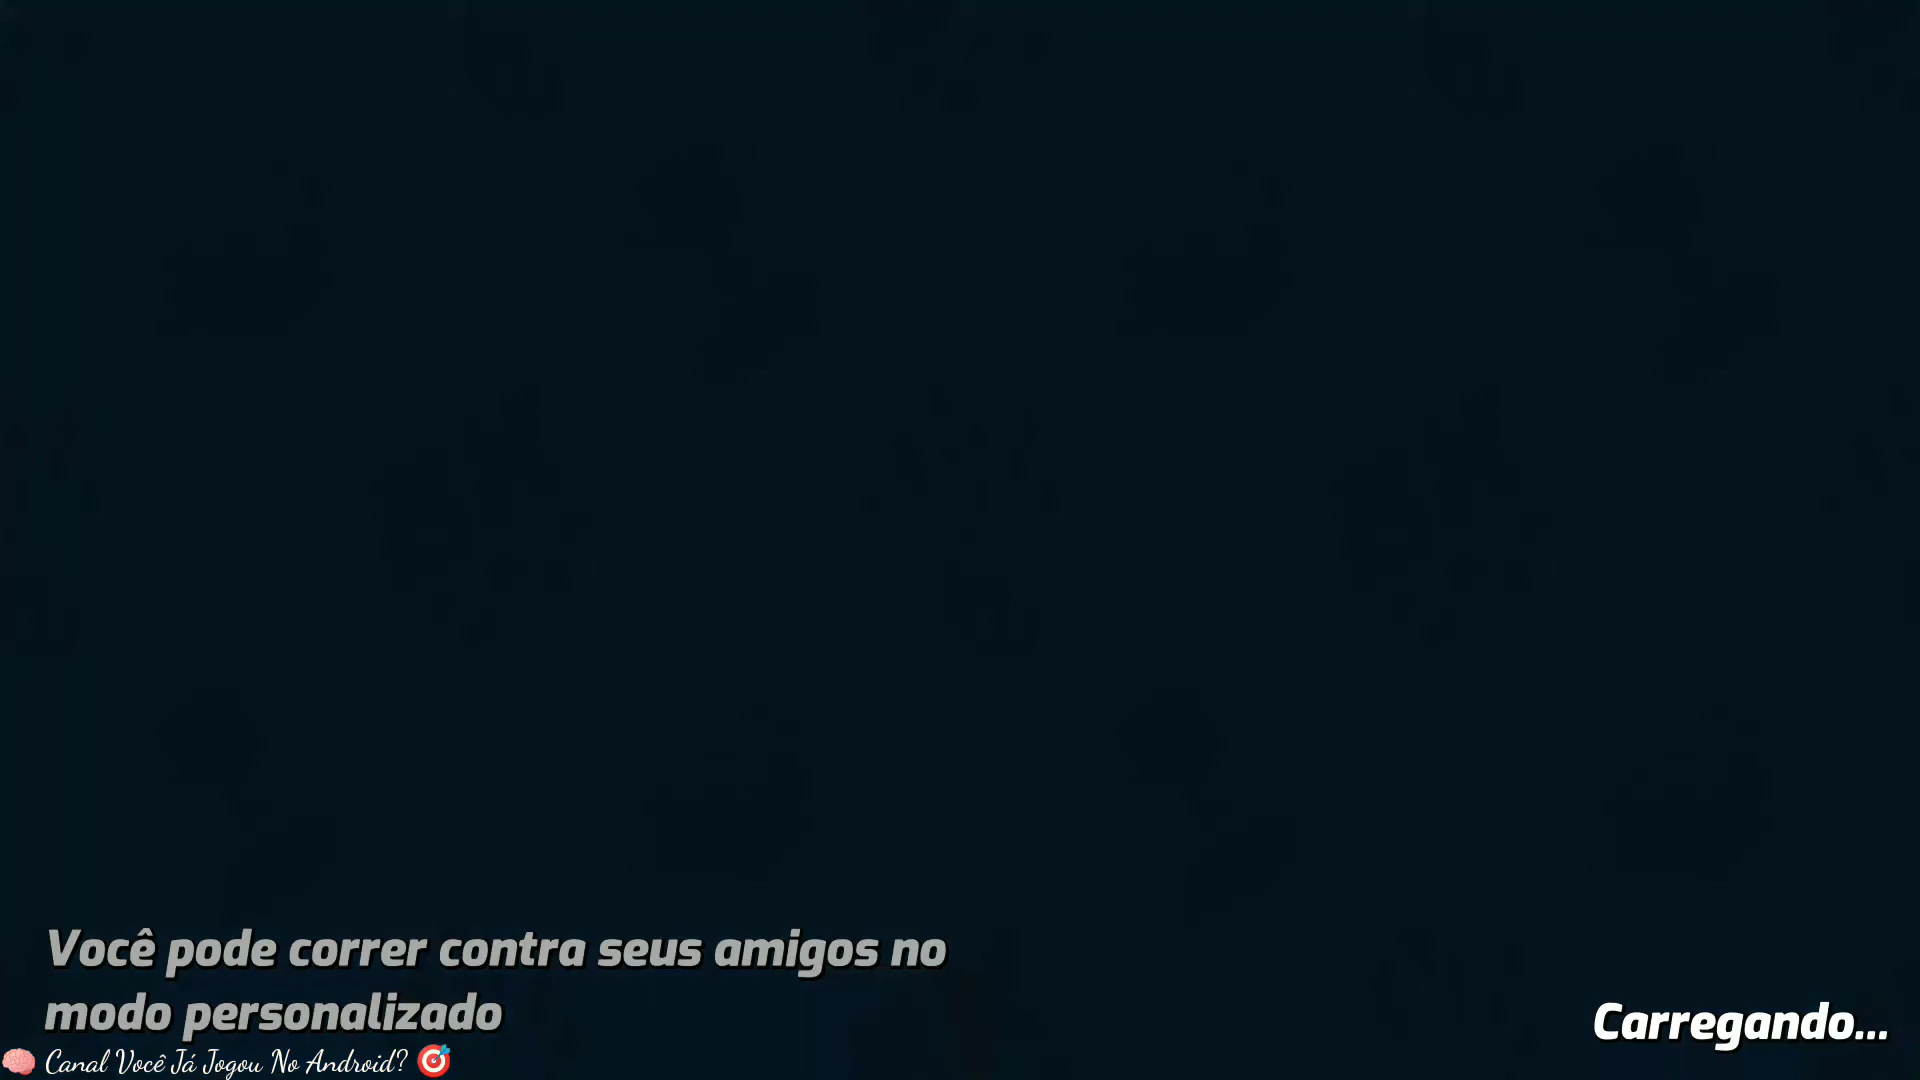 Você pode correr contra seus amigos no
modo personalizado
Carregando...
🧠 Canal Você Já Jogou No Android? 🎯